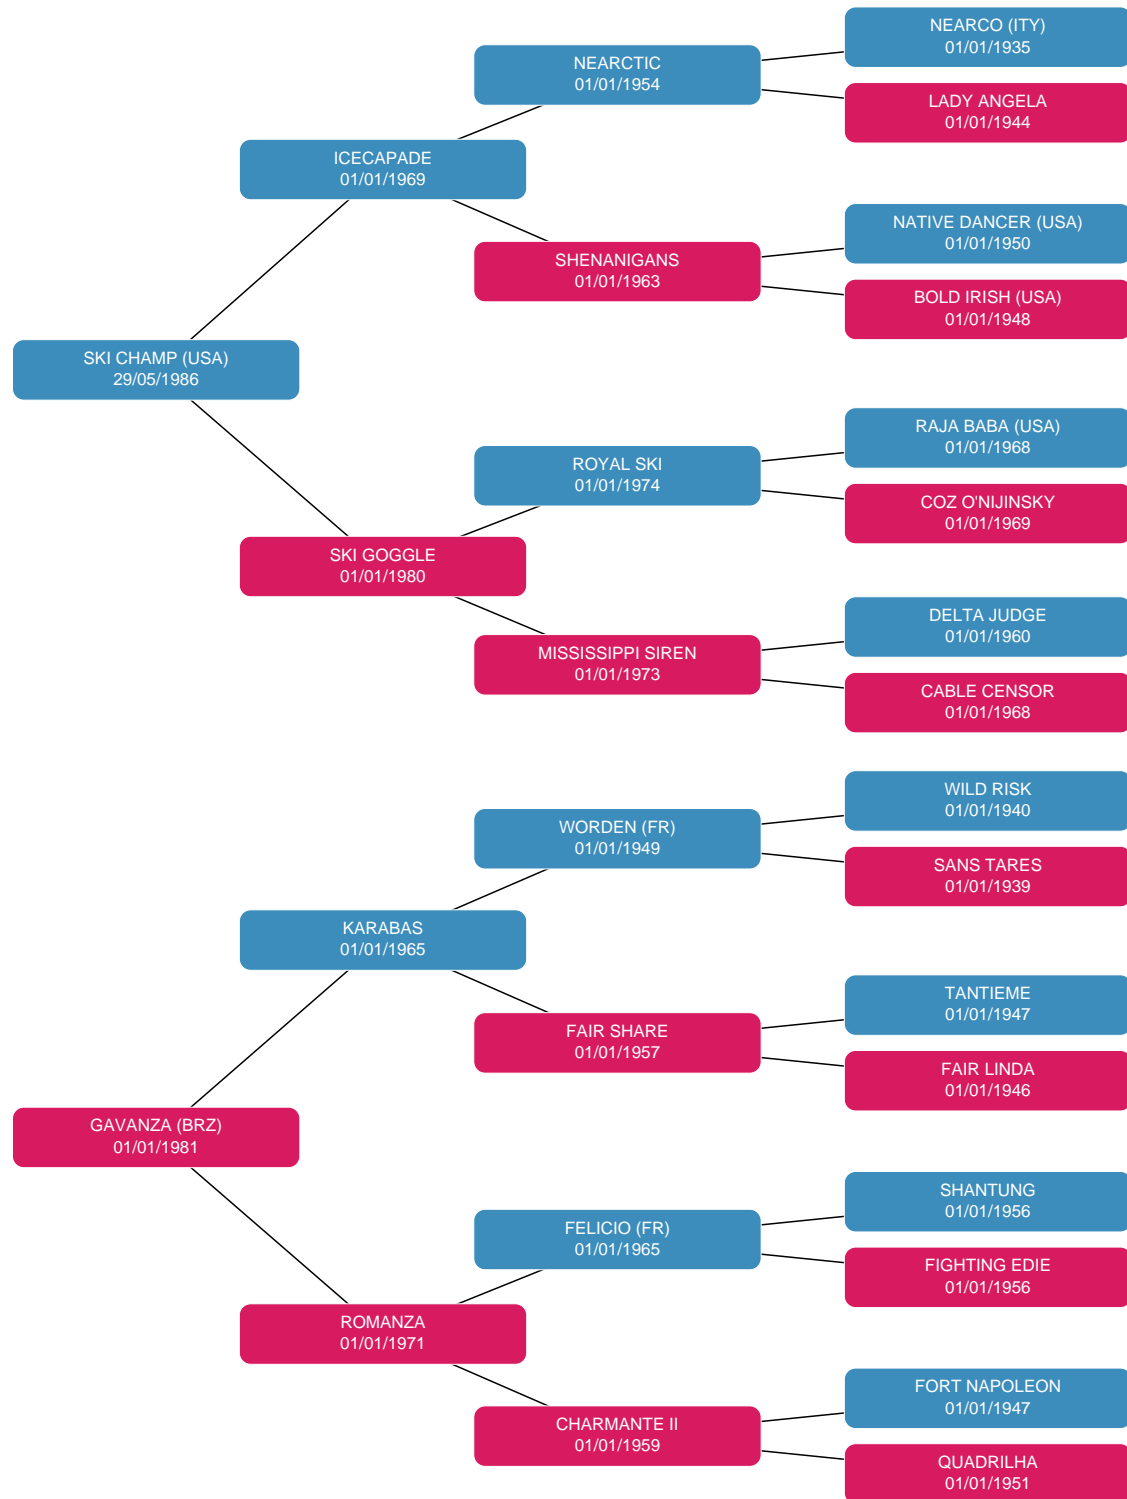 NEARCO (ITY)
01/01/1935
NEARCTIC
01/01/1954
LADY ANGELA
01/01/1944
ICECAPADE
01/01/1969
NATIVE DANCER (USA)
01/01/1950
SHENANIGANS
01/01/1963
BOLD IRISH (USA)
01/01/1948
SKI CHAMP (USA)
29/05/1986
RAJA BABA (USA)
01/01/1968
ROYAL SKI
01/01/1974
COZ O'NIJINSKY
01/01/1969
SKI GOGGLE
01/01/1980
DELTA JUDGE
01/01/1960
MISSISSIPPI SIREN
01/01/1973
CABLE CENSOR
01/01/1968
WILD RISK
01/01/1940
WORDEN (FR)
01/01/1949
SANS TARES
01/01/1939
KARABAS
01/01/1965
TANTIEME
01/01/1947
FAIR SHARE
01/01/1957
FAIR LINDA
01/01/1946
GAVANZA (BRZ)
01/01/1981
SHANTUNG
01/01/1956
FELICIO (FR)
01/01/1965
FIGHTING EDIE
01/01/1956
ROMANZA
01/01/1971
FORT NAPOLEON
01/01/1947
CHARMANTE II
01/01/1959
QUADRILHA
01/01/1951